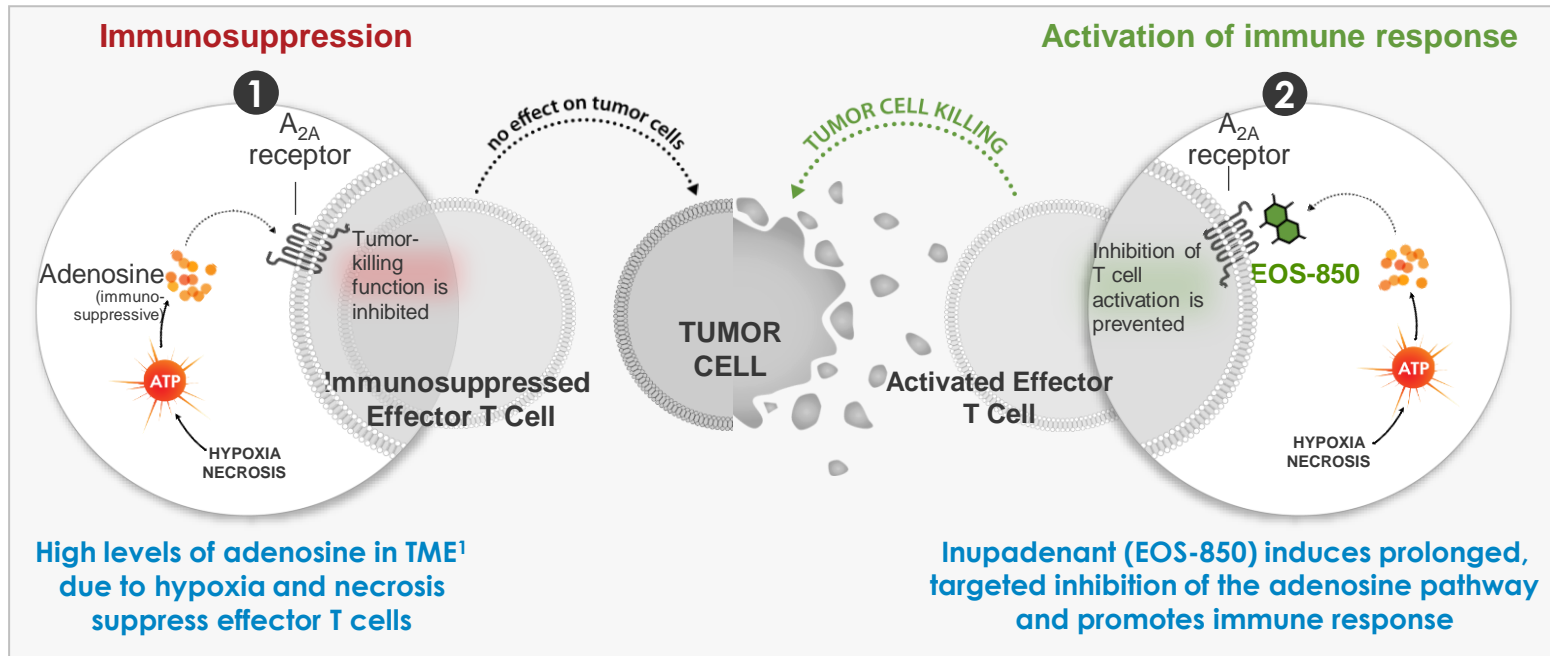 Immunosuppression
1
A2A
receptor
Adenosine
(immuno-
suppressive)
Tumor-
killing
function is
inhibited
ATP
HYPOXIA
NECROSIS
Immunosuppressed
Effector T Cell
High levels of adenosine in TME1
due to hypoxia and necrosis
suppress effector T cells
no effect on tumor cells
TUMOR CELL KILLING
TUMOR
CELL
Activation of immune response
2
A2A
receptor
Inhibition of
T cell
activation is
prevented
EOS-850
Activated Effector
T Cell
ATP
HYPOXIA
NECROSIS
Inupadenant (EOS-850) induces prolonged,
targeted inhibition of the adenosine pathway
and promotes immune response